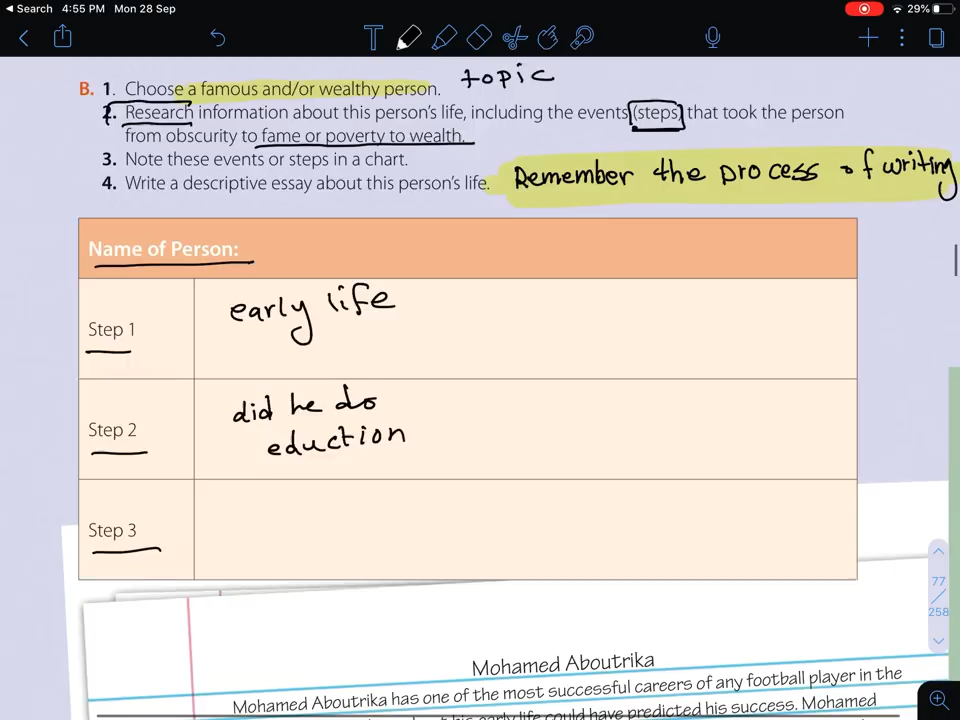 Search 4:55 PM Mon 28 Sep 29%
B. 1. Choose a famous and/or wealthy person. topic
2. Research information about this person's life, including the events (steps) that took the person
from obscurity to fame or poverty to wealth.
3. Note these events or steps in a chart.
4. Write a descriptive essay about this person's life. Remember the process of writing
Name of Person:
Step 1 early life
Step 2 did he do
eduction
Step 3
77
/
258
Mohamed Aboutrika
Mohamed Aboutrika has one of the most successful careers of any football player in the
his early life could have predicted his success. Mohamed